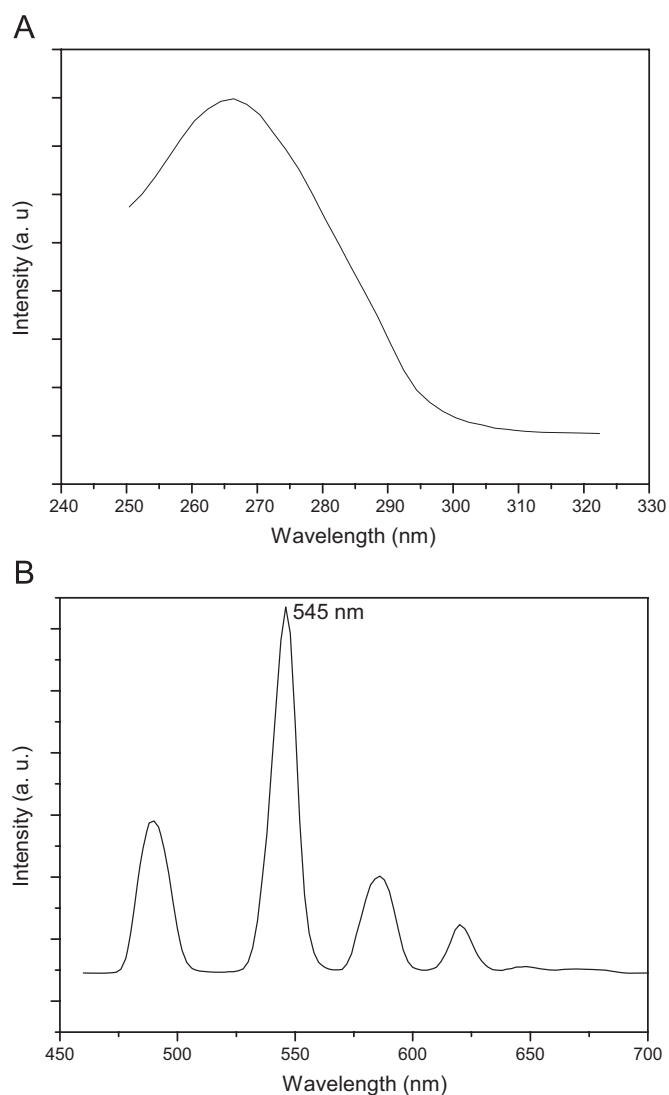 A
Intensity (a. u)
240 250 260 270 280 290 300 310 320 330
Wavelength (nm)
B
545 nm
Intensity (a. u.)
450 500 550 600 650 700
Wavelength (nm)